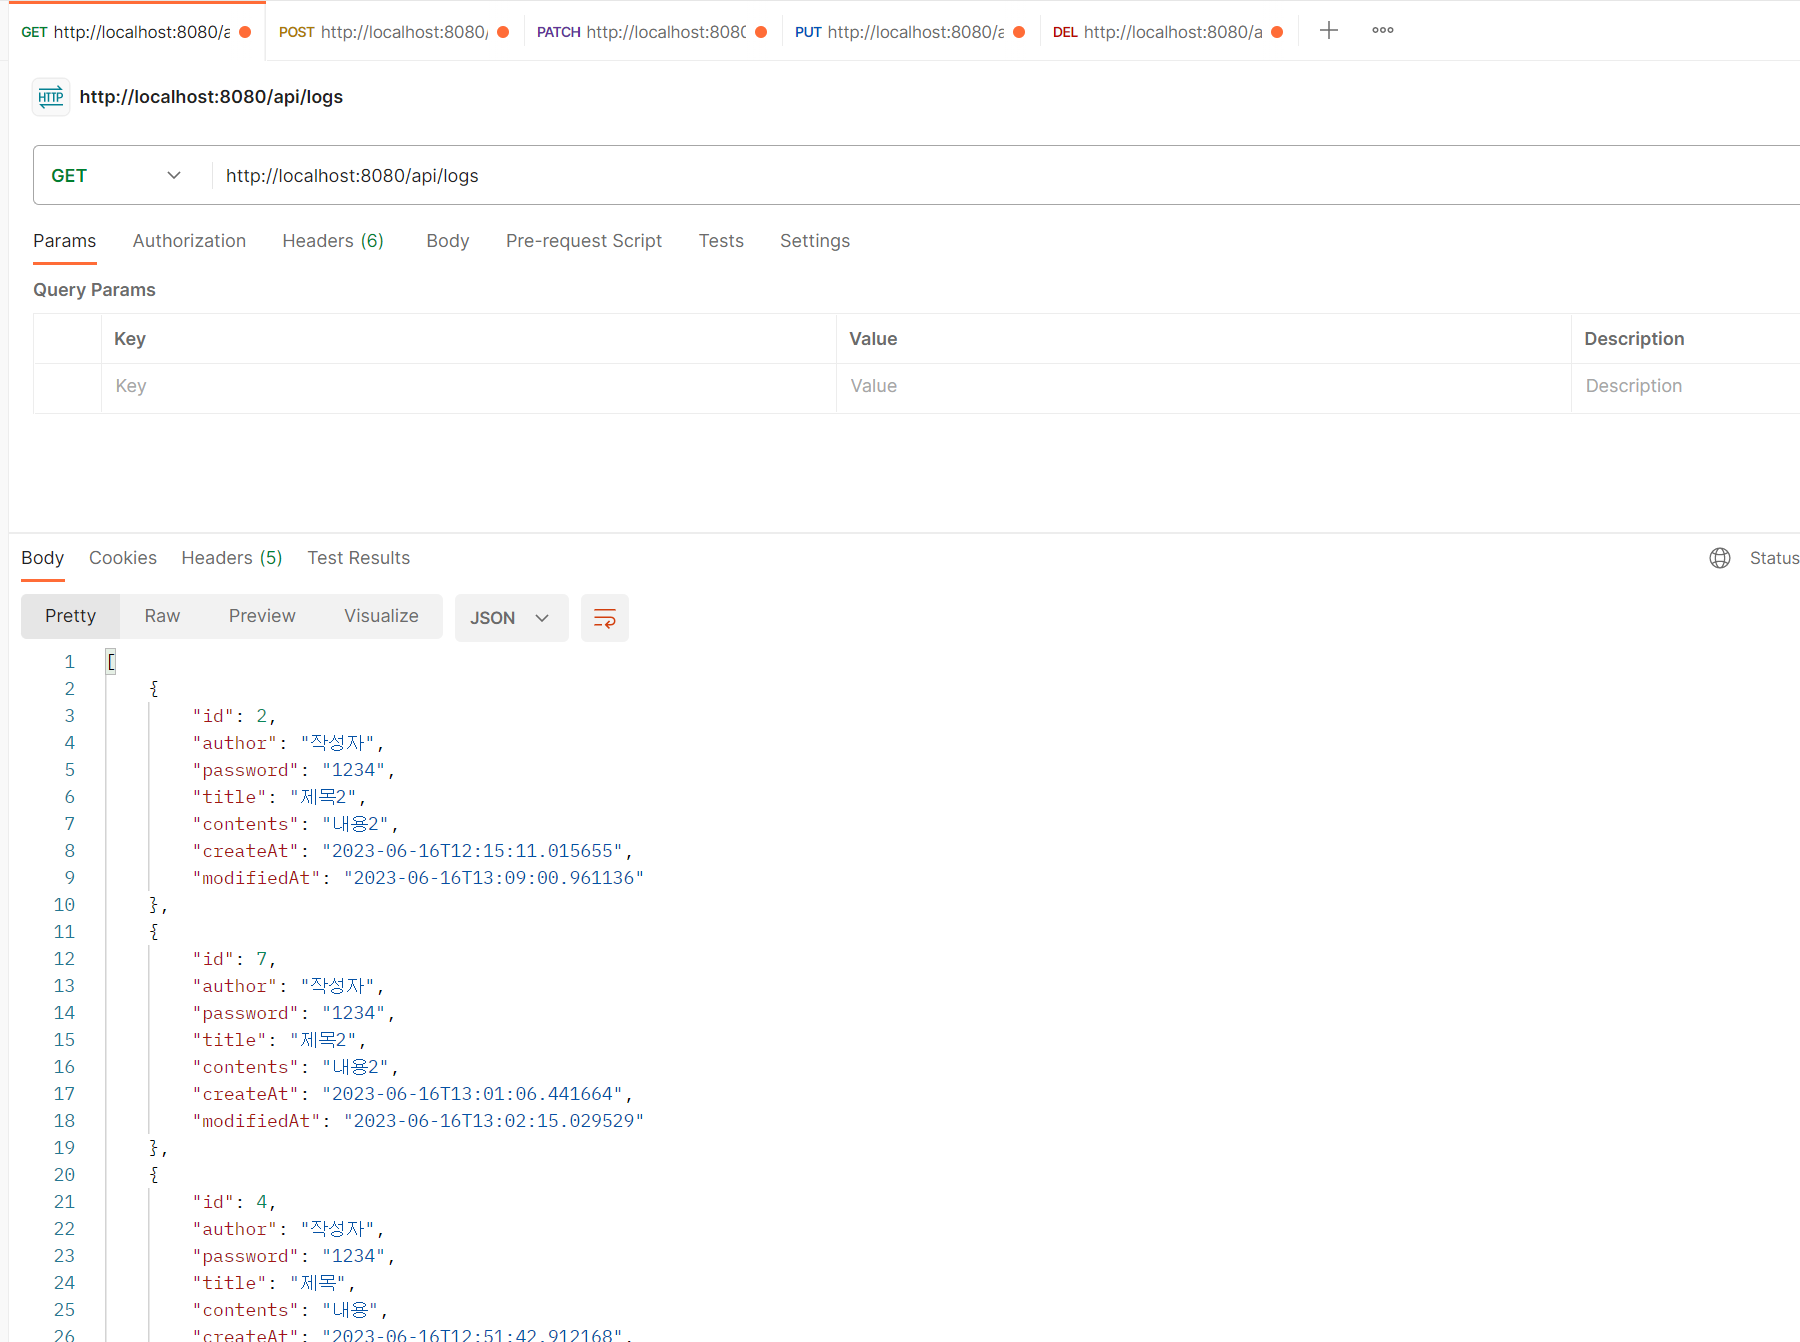 GET http://localhost:8080/a POST http://localhost:8080/ PATCH http://localhost:808 PUT http://localhost:8080/a DEL http://localhost:8080/a
HTTP http://localhost:8080/api/logs
GET http://localhost:8080/api/logs
Params Authorization Headers (6) Body Pre-request Script Tests Settings
Query Params
Key Value Description
Key Value Description
Body Cookies Headers (5) Test Results Status
Pretty Raw Preview Visualize JSON
1 [
2 {
3 "id": 2,
4 "author": "작성자",
5 "password": "1234",
6 "title": "제목2",
7 "contents": "내용2",
8 "createAt": "2023-06-16T12:15:11.015655",
9 "modifiedAt": "2023-06-16T13:09:00.961136"
10 },
11 {
12 "id": 7,
13 "author": "작성자",
14 "password": "1234",
15 "title": "제목2",
16 "contents": "내용2",
17 "createAt": "2023-06-16T13:01:06.441664",
18 "modifiedAt": "2023-06-16T13:02:15.029529"
19 },
20 {
21 "id": 4,
22 "author": "작성자",
23 "password": "1234",
24 "title": "제목",
25 "contents": "내용",
26 "createAt": "2023-06-16T12:51:42.912168",